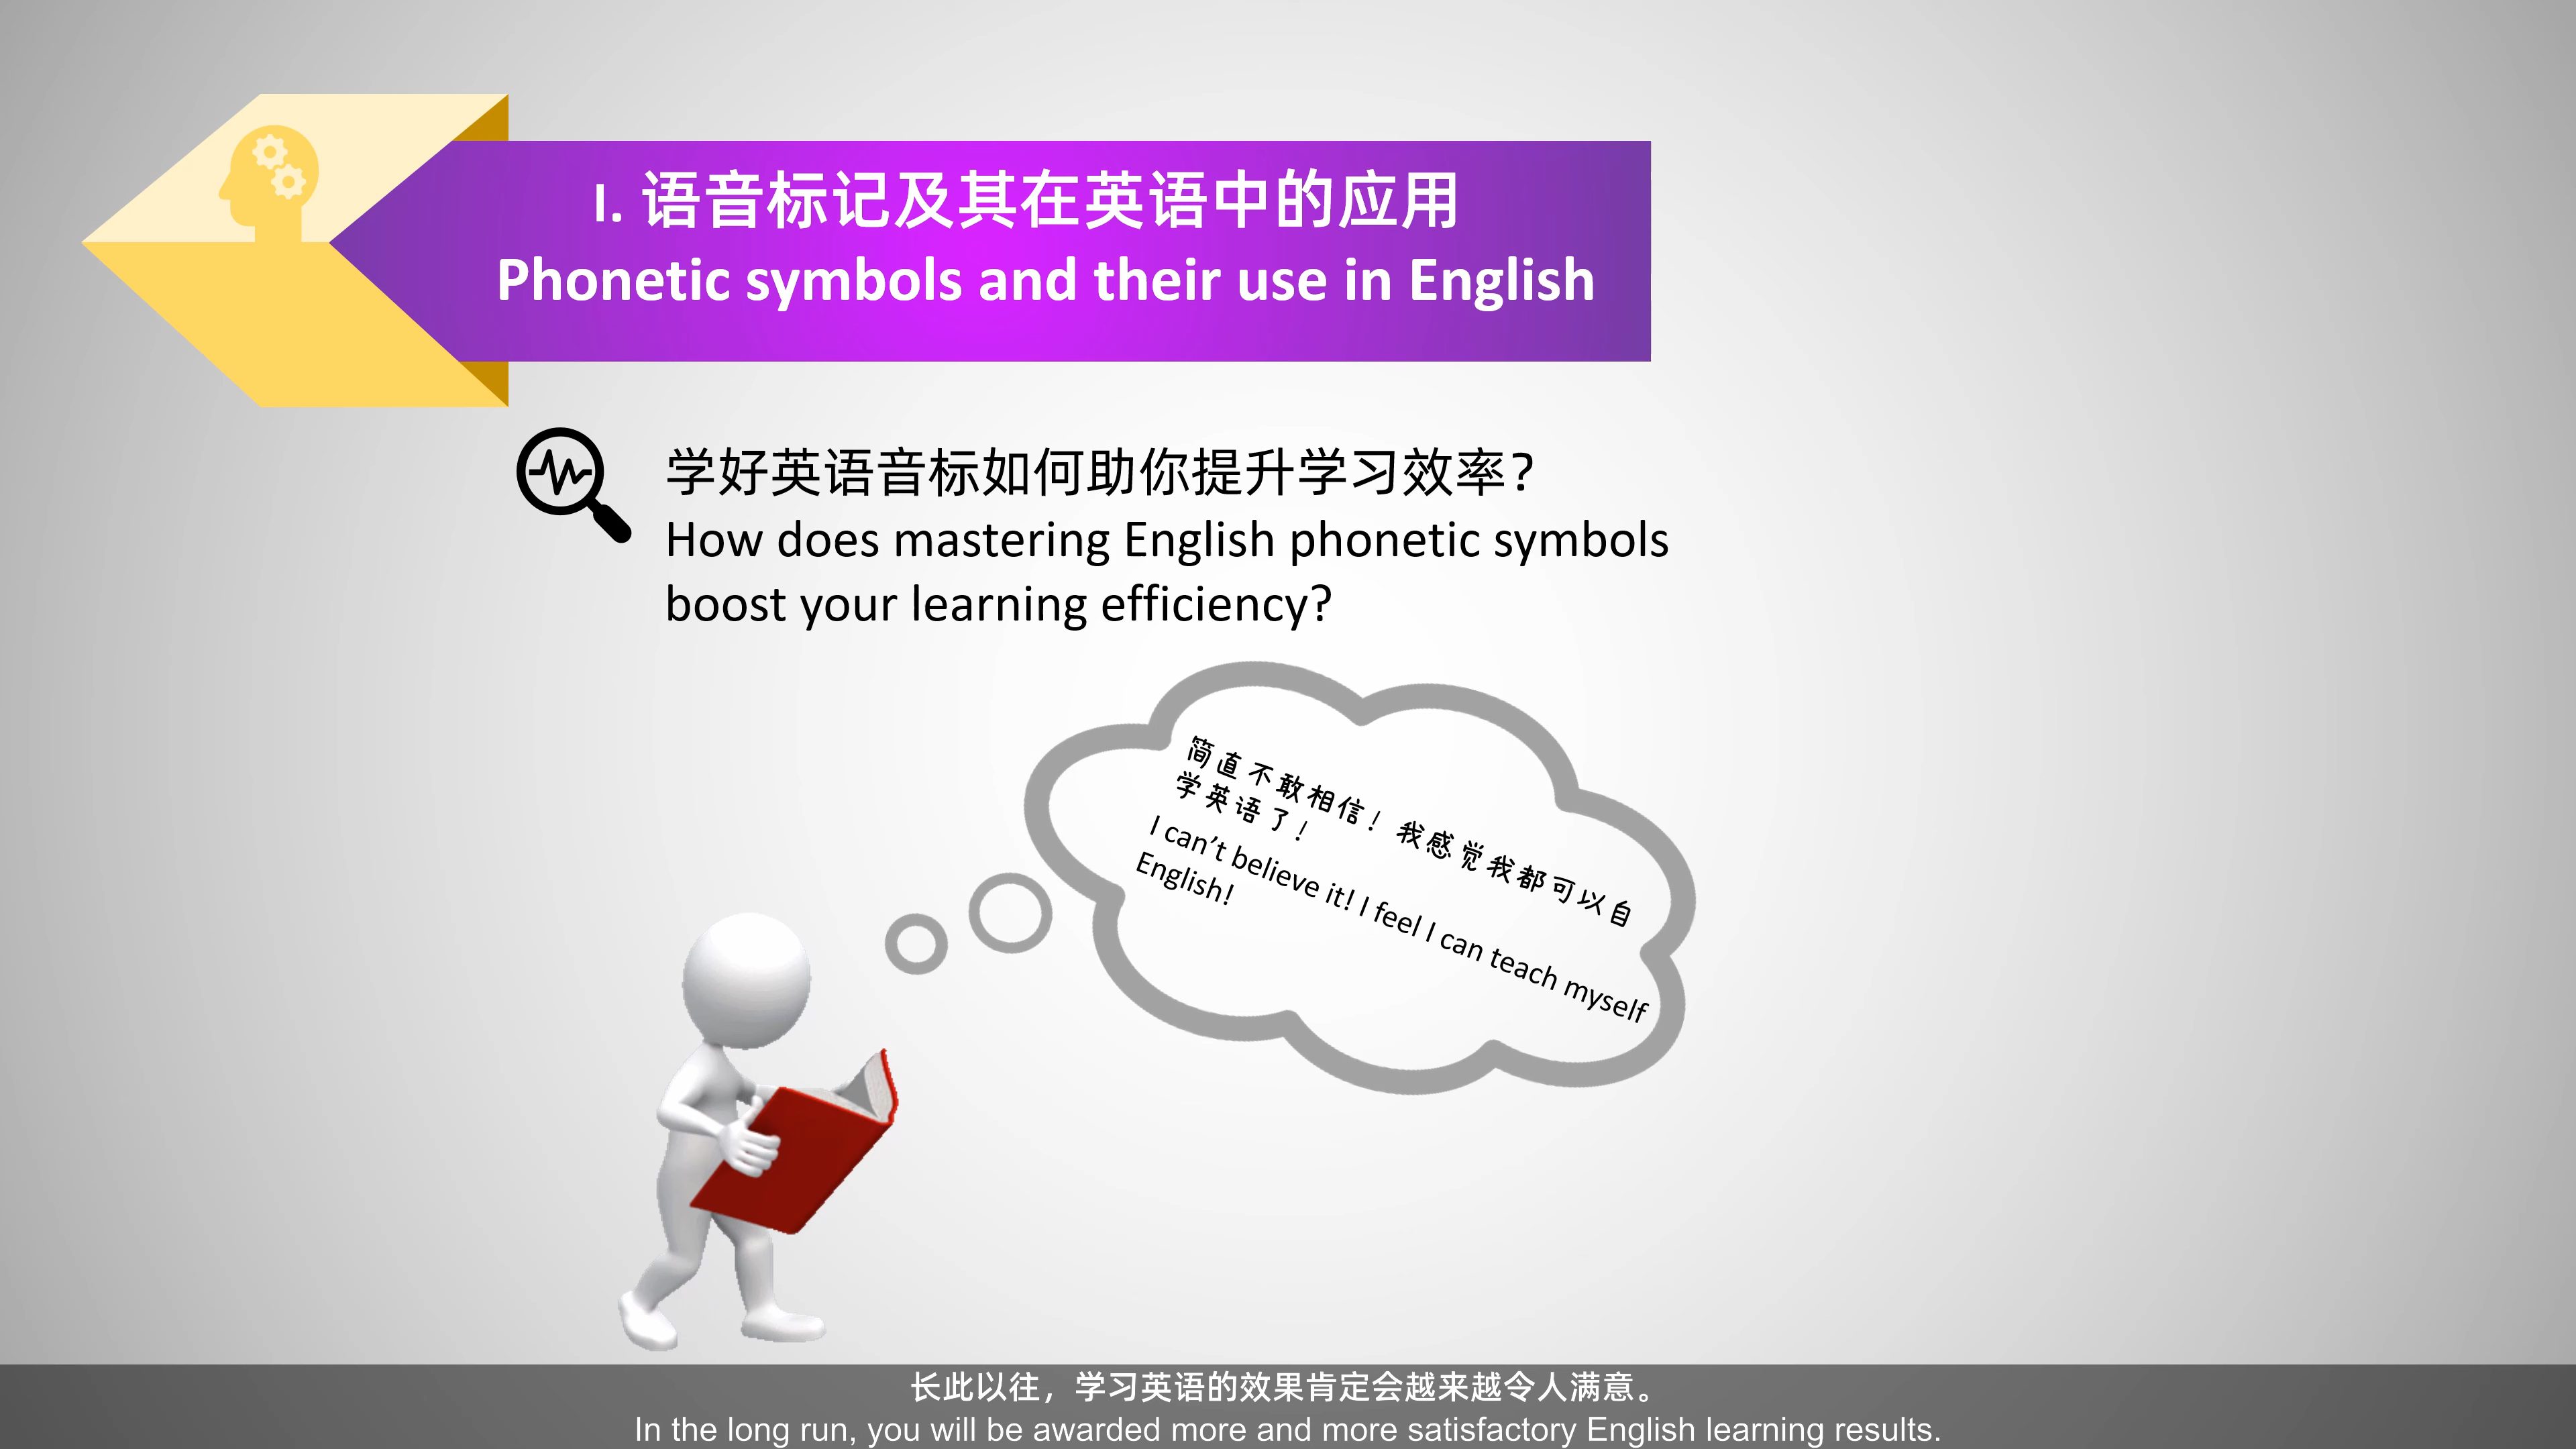 I. 语音标记及其在英语中的应用
Phonetic symbols and their use in English
学好英语音标如何助你提升学习效率?
How does mastering English phonetic symbols
boost your learning efficiency?
简直不敢相信！我感觉我都可以自
学英语了！
I can’t believe it! I feel I can teach myself
English!
长此以往，学习英语的效果肯定会越来越令人满意。
In the long run, you will be awarded more and more satisfactory English learning results.